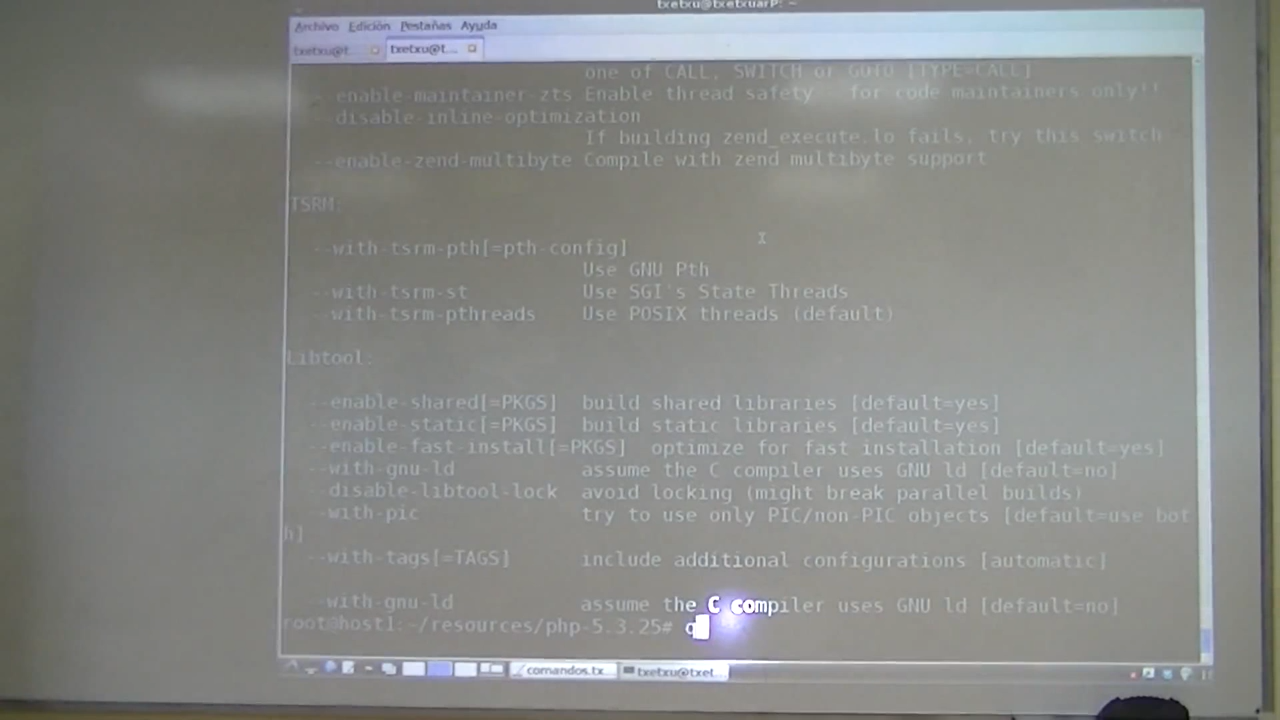 txetxu@txetxuarP: ~
Archivo Edición Pestañas Ayuda
txetxu@t... txetxu@t...
one of CALL, SWITCH or GOTO [TYPE=CALL]
--enable-maintainer-zts Enable thread safety - for code maintainers only!!
--disable-inline-optimization
If building zend_execute.lo fails, try this switch
--enable-zend-multibyte Compile with zend multibyte support
TSRM:
--with-tsrm-pth[=pth-config]
Use GNU Pth
--with-tsrm-st Use SGI's State Threads
--with-tsrm-pthreads Use POSIX threads (default)
Libtool:
--enable-shared[=PKGS] build shared libraries [default=yes]
--enable-static[=PKGS] build static libraries [default=yes]
--enable-fast-install[=PKGS] optimize for fast installation [default=yes]
--with-gnu-ld assume the C compiler uses GNU ld [default=no]
--disable-libtool-lock avoid locking (might break parallel builds)
--with-pic try to use only PIC/non-PIC objects [default=use bot
h]
--with-tags[=TAGS] include additional configurations [automatic]
--with-gnu-ld assume the C compiler uses GNU ld [default=no]
root@host1:~/resources/php-5.3.25#
comandos.tx... txetxu@txet...